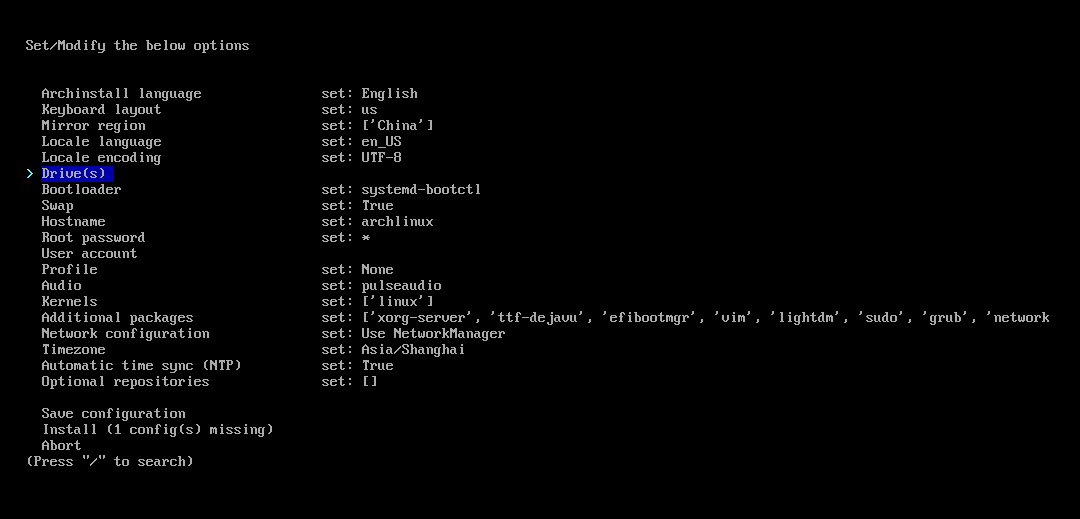 Set/Modify the below options
Archinstall language set: English
Keyboard layout set: us
Mirror region set: ['China']
Locale language set: en_US
Locale encoding set: UTF-8
> Drive(s)
Bootloader set: systemd-bootctl
Swap set: True
Hostname set: archlinux
Root password set: *
User account
Profile set: None
Audio set: pulseaudio
Kernels set: ['linux']
Additional packages set: ['xorg-server', 'ttf-dejavu', 'efibootmgr', 'vim', 'lightdm', 'sudo', 'grub', 'network
Network configuration set: Use NetworkManager
Timezone set: Asia/Shanghai
Automatic time sync (NTP) set: True
Optional repositories set: []
Save configuration
Install (1 config(s) missing)
Abort
(Press "/" to search)